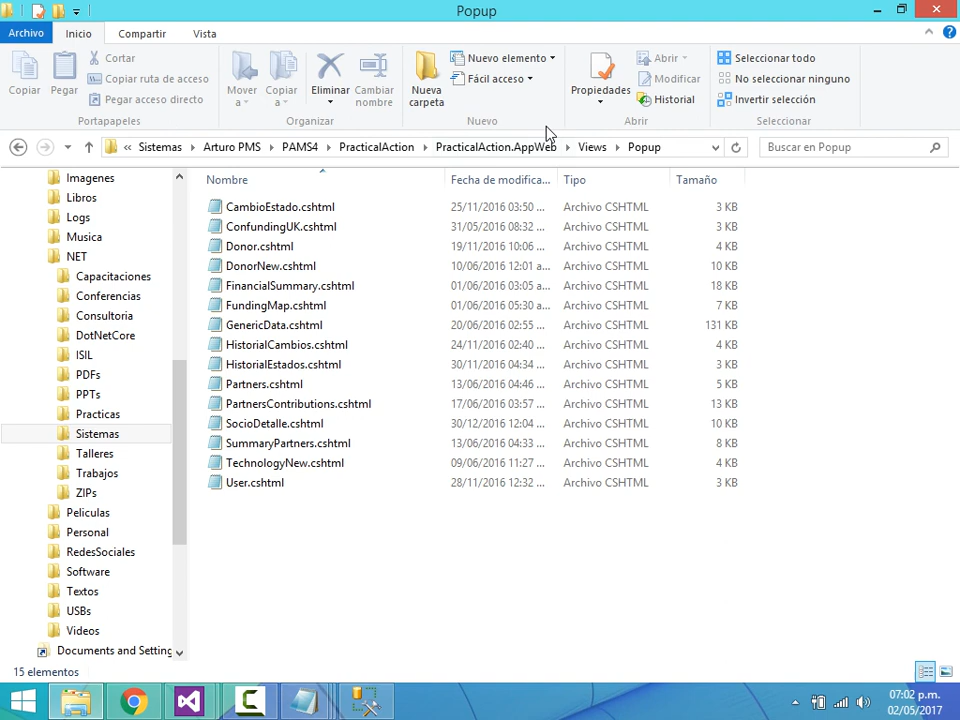 Popup
Archivo Inicio Compartir Vista
Copiar
Pegar
Cortar
Copiar ruta de acceso
Pegar acceso directo
Portapapeles
Mover a
Copiar a
Eliminar
Cambiar nombre
Organizar
Nueva carpeta
Nuevo elemento
Fácil acceso
Nuevo
Propiedades
Abrir
Modificar
Historial
Abrir
Seleccionar todo
No seleccionar ninguno
Invertir selección
Seleccionar
« Sistemas Arturo PMS PAMS4 PracticalAction PracticalAction.AppWeb Views Popup
Buscar en Popup
Imagenes
Libros
Logs
Musica
NET
Capacitaciones
Conferencias
Consultoria
DotNetCore
ISIL
PDFs
PPTs
Practicas
Sistemas
Talleres
Trabajos
ZIPs
Peliculas
Personal
RedesSociales
Software
Textos
USBs
Videos
Documents and Setting
Nombre Fecha de modifica... Tipo Tamaño
CambioEstado.cshtml 25/11/2016 03:50 ... Archivo CSHTML 3 KB
ConfundingUK.cshtml 31/05/2016 08:32 ... Archivo CSHTML 3 KB
Donor.cshtml 19/11/2016 10:06 ... Archivo CSHTML 4 KB
DonorNew.cshtml 10/06/2016 12:01 a... Archivo CSHTML 10 KB
FinancialSummary.cshtml 01/06/2016 03:05 a... Archivo CSHTML 18 KB
FundingMap.cshtml 01/06/2016 05:30 a... Archivo CSHTML 7 KB
GenericData.cshtml 20/06/2016 02:55 ... Archivo CSHTML 131 KB
HistorialCambios.cshtml 24/11/2016 02:40 ... Archivo CSHTML 4 KB
HistorialEstados.cshtml 30/11/2016 04:34 ... Archivo CSHTML 3 KB
Partners.cshtml 13/06/2016 04:46 ... Archivo CSHTML 5 KB
PartnersContributions.cshtml 17/06/2016 03:57 ... Archivo CSHTML 13 KB
SocioDetalle.cshtml 30/12/2016 12:04 ... Archivo CSHTML 10 KB
SummaryPartners.cshtml 13/06/2016 04:33 ... Archivo CSHTML 8 KB
TechnologyNew.cshtml 09/06/2016 11:27 ... Archivo CSHTML 4 KB
User.cshtml 28/11/2016 12:32 ... Archivo CSHTML 3 KB
15 elementos
07:02 p.m.
02/05/2017